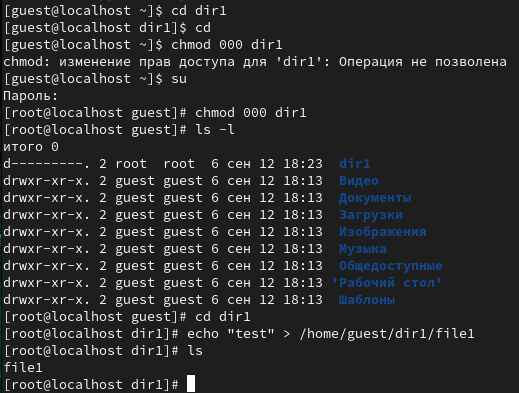 [guest@localhost ~]$ cd dir1
[guest@localhost dir1]$ cd
[guest@localhost ~]$ chmod 000 dir1
chmod: изменение прав доступа для 'dir1': Операция не позволена
[guest@localhost ~]$ su
Пароль:
[root@localhost guest]# chmod 000 dir1
[root@localhost guest]# ls -l
итого 0
d---------. 2 root  root  6 сен 12 18:23  dir1
drwxr-xr-x. 2 guest guest 6 сен 12 18:13  Видео
drwxr-xr-x. 2 guest guest 6 сен 12 18:13  Документы
drwxr-xr-x. 2 guest guest 6 сен 12 18:13  Загрузки
drwxr-xr-x. 2 guest guest 6 сен 12 18:13  Изображения
drwxr-xr-x. 2 guest guest 6 сен 12 18:13  Музыка
drwxr-xr-x. 2 guest guest 6 сен 12 18:13  Общедоступные
drwxr-xr-x. 2 guest guest 6 сен 12 18:13 'Рабочий стол'
drwxr-xr-x. 2 guest guest 6 сен 12 18:13  Шаблоны
[root@localhost guest]# cd dir1
[root@localhost dir1]# echo "test" > /home/guest/dir1/file1
[root@localhost dir1]# ls
file1
[root@localhost dir1]#